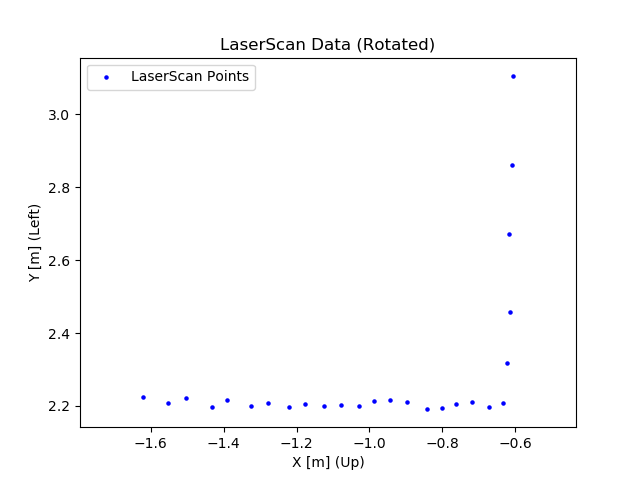 LaserScan Data (Rotated)
LaserScan Points
3.0
2.8
2.6
2.4
2.2
Y [m] (Left)
−1.6 −1.4 −1.2 −1.0 −0.8 −0.6
X [m] (Up)